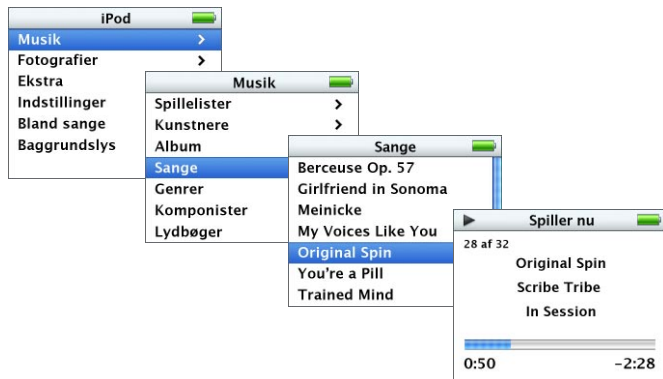 iPod
Musik
Fotografier
Ekstra
Indstillinger
Bland sange
Baggrundslys
Musik
Spillelister
Kunstnere
Album
Sange
Genrer
Komponister
Lydbøger
Sange
Berceuse Op. 57
Girlfriend in Sonoma
Meinicke
My Voices Like You
Original Spin
You're a Pill
Trained Mind
Spiller nu
28 af 32
Original Spin
Scribe Tribe
In Session
0:50 -2:28